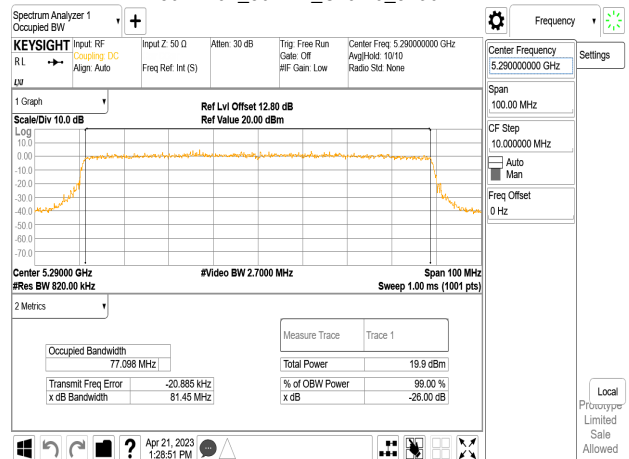 Spectrum Analyzer 1
Occupied BW
Frequency
KEYSIGHT
RL
LXI
Input: RF
Coupling: DC
Align: Auto
Input Z: 50 Ω
Freq Ref: Int (S)
Atten: 30 dB
Trig: Free Run
Gate: Off
#IF Gain: Low
Center Freq: 5.290000000 GHz
Avg|Hold: 10/10
Radio Std: None
Center Frequency
5.290000000 GHz
Settings
Span
100.00 MHz
CF Step
10.000000 MHz
Auto
Man
Freq Offset
0 Hz
1 Graph
Scale/Div 10.0 dB
Ref Lvl Offset 12.80 dB
Ref Value 20.00 dBm
Log
10.0
0.00
-10.0
-20.0
-30.0
-40.0
-50.0
-60.0
-70.0
Center 5.29000 GHz
#Res BW 820.00 kHz
#Video BW 2.7000 MHz
Span 100 MHz
Sweep 1.00 ms (1001 pts)
2 Metrics
Measure Trace
Trace 1
Occupied Bandwidth
77.098 MHz
Total Power
19.9 dBm
Transmit Freq Error
-20.885 kHz
% of OBW Power
99.00 %
x dB Bandwidth
81.45 MHz
x dB
-26.00 dB
Local
Prototype
Limited
Sale
Allowed
?
Apr 21, 2023
1:28:51 PM